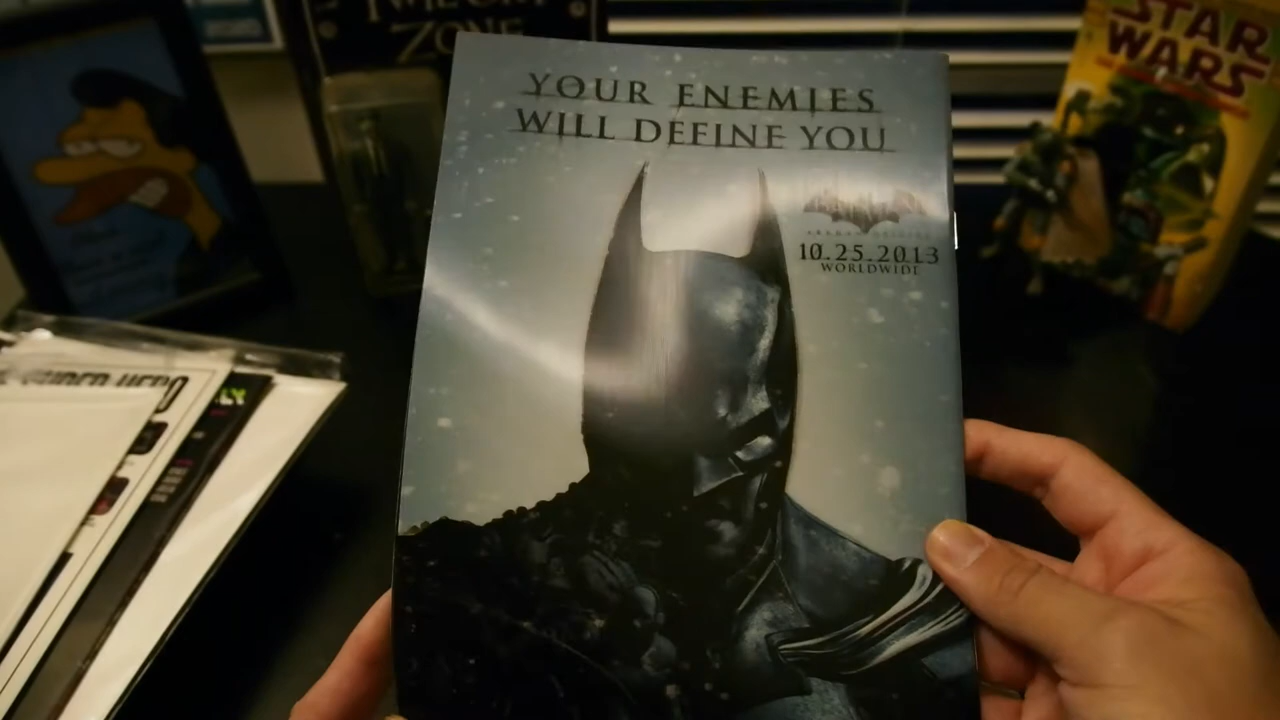 TWILIGHT
ZONE
YOUR ENEMIES
WILL DEFINE YOU
10.25.2013
WORLDWIDE
STAR
WARS